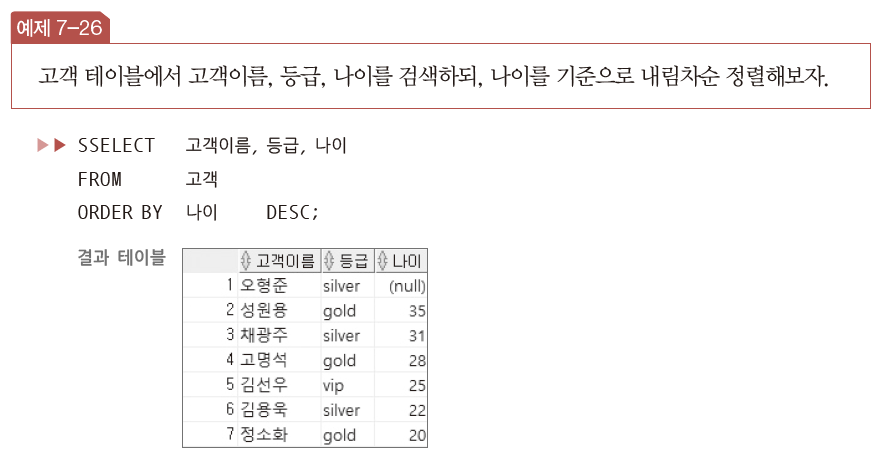 예제 7-26
고객 테이블에서 고객이름, 등급, 나이를 검색하되, 나이를 기준으로 내림차순 정렬해보자.
SSELECT 고객이름, 등급, 나이
FROM 고객
ORDER BY 나이 DESC;
결과 테이블
고객이름 등급 나이
1 오형준 silver (null)
2 성원용 gold 35
3 채광주 silver 31
4 고명석 gold 28
5 김선우 vip 25
6 김용욱 silver 22
7 정소화 gold 20